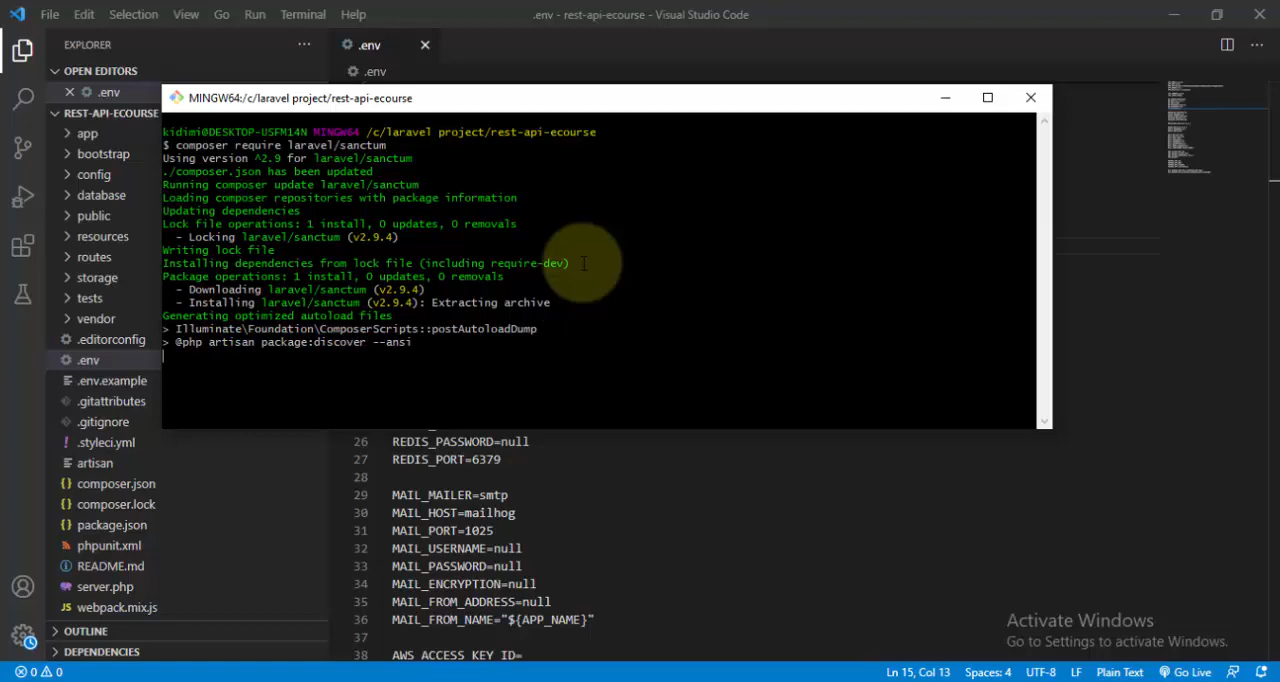 File Edit Selection View Go Run Terminal Help
.env - rest-api-ecourse - Visual Studio Code
EXPLORER
.env
OPEN EDITORS
.env
.env
REST-API-ECOURSE
app
bootstrap
config
database
public
resources
routes
storage
tests
vendor
.editorconfig
.env
.env.example
.gitattributes
.gitignore
.styleci.yml
artisan
composer.json
composer.lock
package.json
phpunit.xml
README.md
server.php
webpack.mix.js
OUTLINE
DEPENDENCIES
MINGW64:/c/laravel project/rest-api-ecourse
kidimi@DESKTOP-USFM14N MINGW64 /c/laravel project/rest-api-ecourse
$ composer require laravel/sanctum
Using version ^2.9 for laravel/sanctum
./composer.json has been updated
Running composer update laravel/sanctum
Loading composer repositories with package information
Updating dependencies
Lock file operations: 1 install, 0 updates, 0 removals
- Locking laravel/sanctum (v2.9.4)
Writing lock file
Installing dependencies from lock file (including require-dev)
Package operations: 1 install, 0 updates, 0 removals
- Downloading laravel/sanctum (v2.9.4)
- Installing laravel/sanctum (v2.9.4): Extracting archive
Generating optimized autoload files
> Illuminate\Foundation\ComposerScripts::postAutoloadDump
> @php artisan package:discover --ansi
26 REDIS_PASSWORD=null
27 REDIS_PORT=6379
28
29 MAIL_MAILER=smtp
30 MAIL_HOST=mailhog
31 MAIL_PORT=1025
32 MAIL_USERNAME=null
33 MAIL_PASSWORD=null
34 MAIL_ENCRYPTION=null
35 MAIL_FROM_ADDRESS=null
36 MAIL_FROM_NAME="${APP_NAME}"
37
38 AWS_ACCESS_KEY_ID=
Activate Windows
Go to Settings to activate Windows.
0 0
Ln 15, Col 13 Spaces: 4 UTF-8 LF Plain Text Go Live